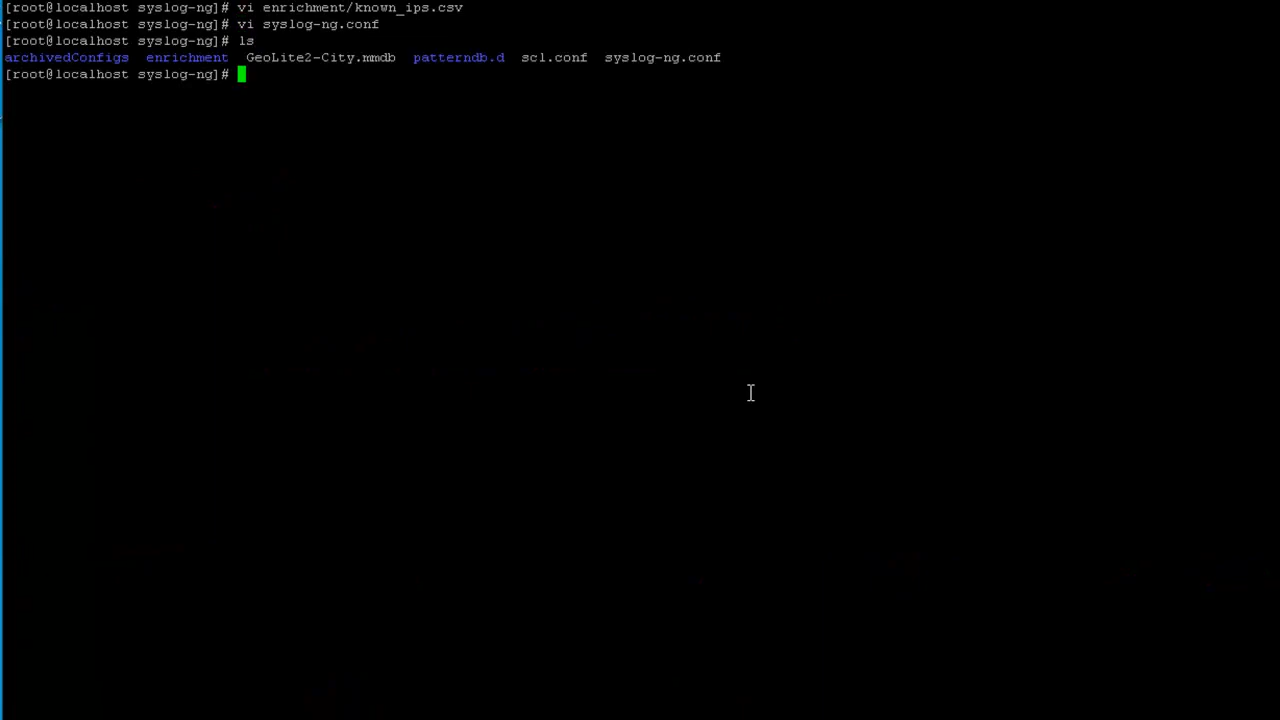 [root@localhost syslog-ng]# vi enrichment/known_ips.csv
[root@localhost syslog-ng]# vi syslog-ng.conf
[root@localhost syslog-ng]# ls
archivedConfigs enrichment GeoLite2-City.mmdb patterndb.d scl.conf syslog-ng.conf
[root@localhost syslog-ng]#